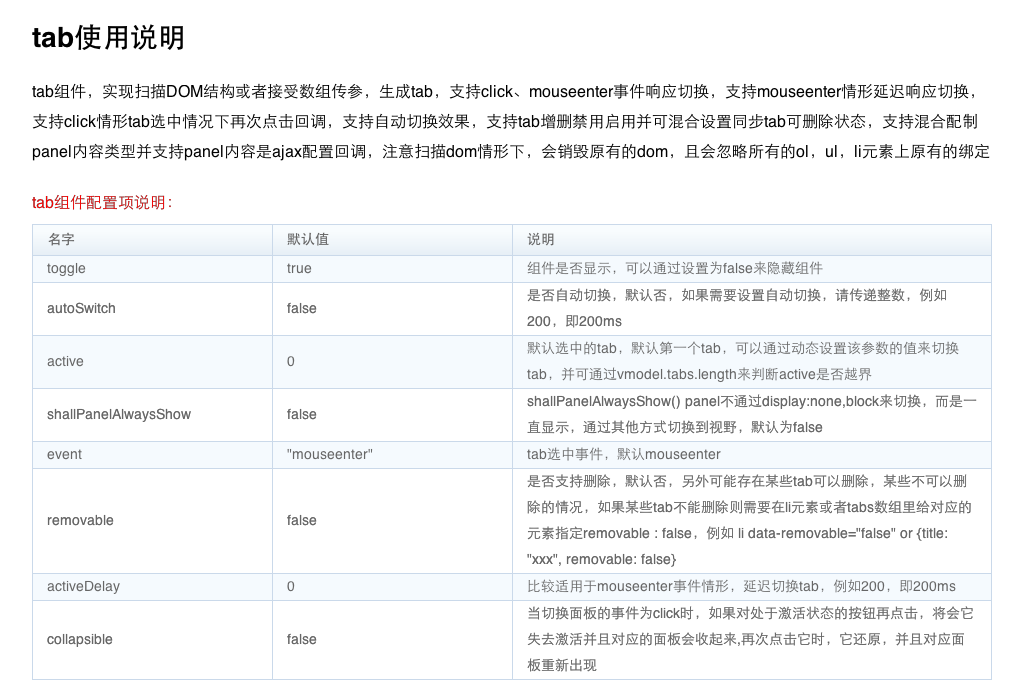 tab使用说明
tab组件，实现扫描DOM结构或者接受数组传参，生成tab，支持click、mouseenter事件响应切换，支持mouseenter情形延迟响应切换，
支持click情形tab选中情况下再次点击回调，支持自动切换效果，支持tab增删禁用启用并可混合设置同步tab可删除状态，支持混合配制
panel内容类型并支持panel内容是ajax配置回调，注意扫描dom情形下，会销毁原有的dom，且会忽略所有的ol，ul，li元素上原有的绑定
tab组件配置项说明：
名字 默认值 说明
toggle true 组件是否显示，可以通过设置为false来隐藏组件
autoSwitch false 是否自动切换，默认否，如果需要设置自动切换，请传递整数，例如
200，即200ms
active 0 默认选中的tab，默认第一个tab，可以通过动态设置该参数的值来切换
tab，并可通过vmodel.tabs.length来判断active是否越界
shallPanelAlwaysShow false shallPanelAlwaysShow() panel不通过display:none,block来切换，而是一
直显示，通过其他方式切换到视野，默认为false
event "mouseenter" tab选中事件，默认mouseenter
removable false 是否支持删除，默认否，另外可能存在某些tab可以删除，某些不可以删
除的情况，如果某些tab不能删除则需要在li元素或者tabs数组里给对应的
元素指定removable : false，例如 li data-removable="false" or {title:
"xxx", removable: false}
activeDelay 0 比较适用于mouseenter事件情形，延迟切换tab，例如200，即200ms
collapsible false 当切换面板的事件为click时，如果对处于激活状态的按钮再点击，将会它
失去激活并且对应的面板会收起来,再次点击它时，它还原，并且对应面
板重新出现